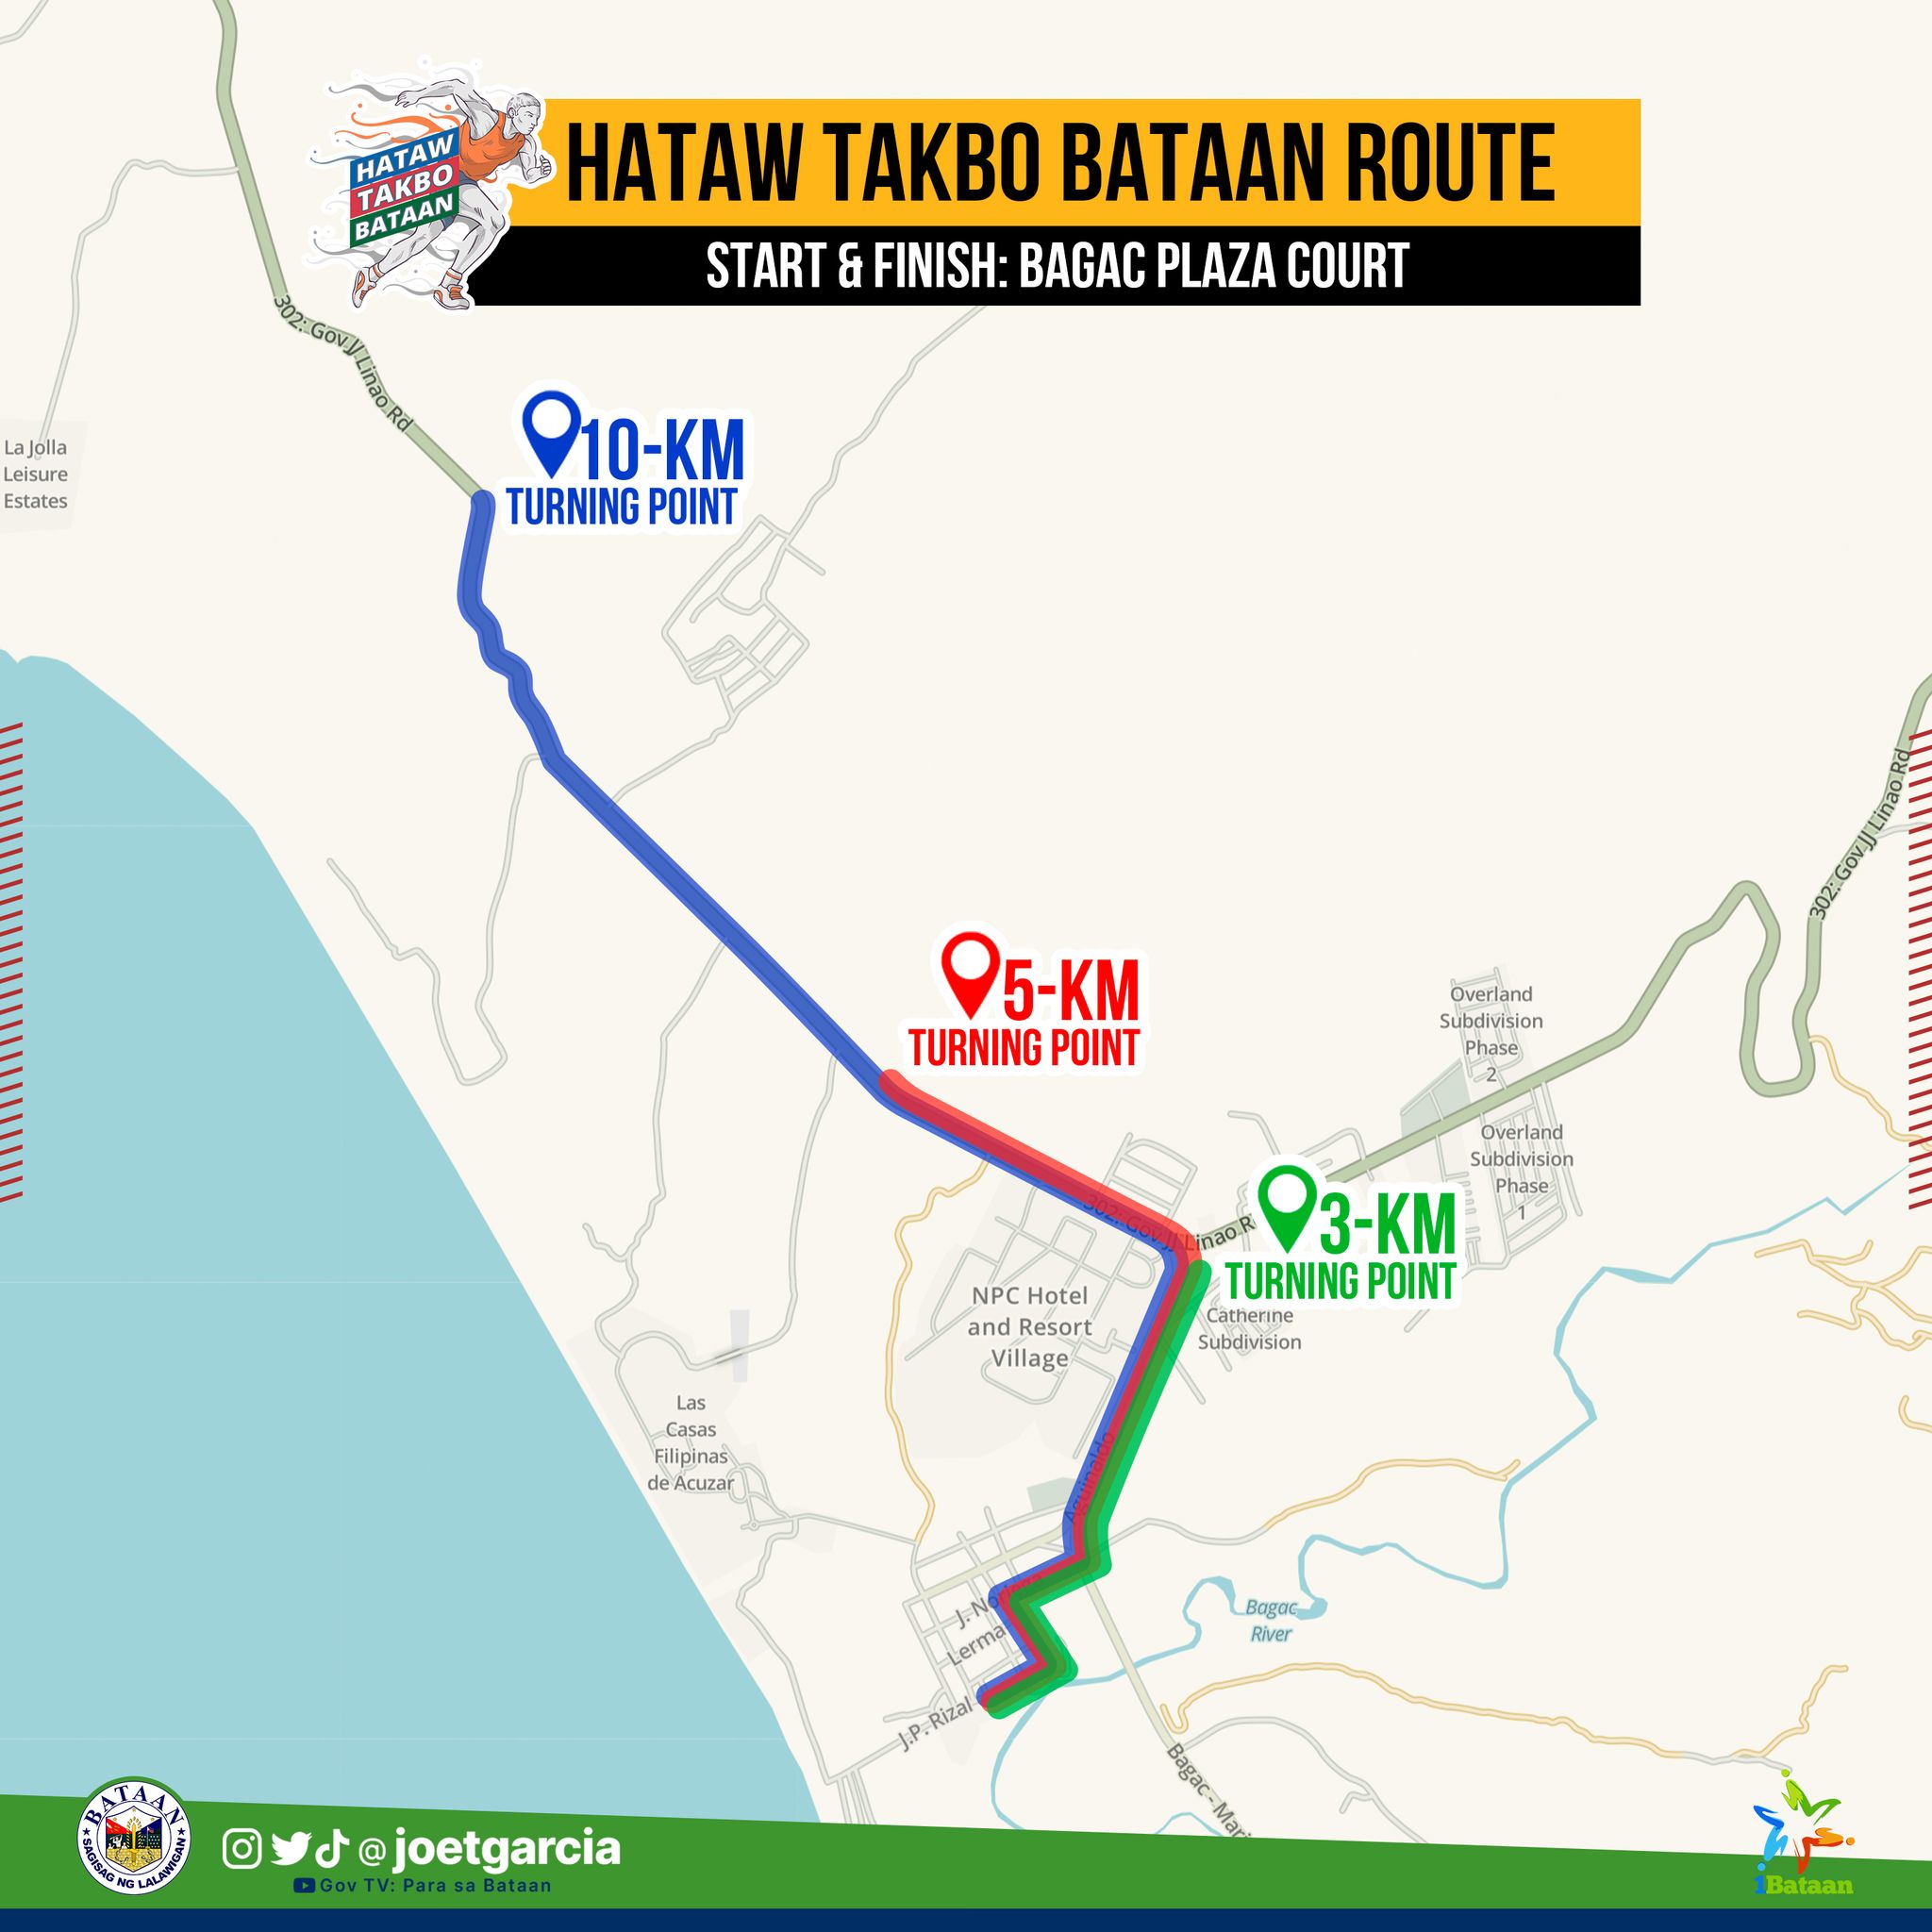 HATAW
TAKBO
BATAAN
HATAW TAKBO BATAAN ROUTE
START & FINISH: BAGAC PLAZA COURT
302: Gov JJ Linao Rd
La Jolla
Leisure
Estates
10-KM
TURNING POINT
302: Gov JJ Linao Rd
5-KM
TURNING POINT
Overland
Subdivision
Phase
2
Overland
Subdivision
Phase
1
302: Gov JJ Linao R
3-KM
TURNING POINT
NPC Hotel
and Resort
Village
Catherine
Subdivision
Las
Casas
Filipinas
de Acuzar
Aguinaldo
J. No
Lerma
Bagac
River
J.P. Rizal
Bagac - Mari
BATAAN
SAGISAG NG LALAWIGAN
@joetgarcia
Gov TV: Para sa Bataan
1Bataan